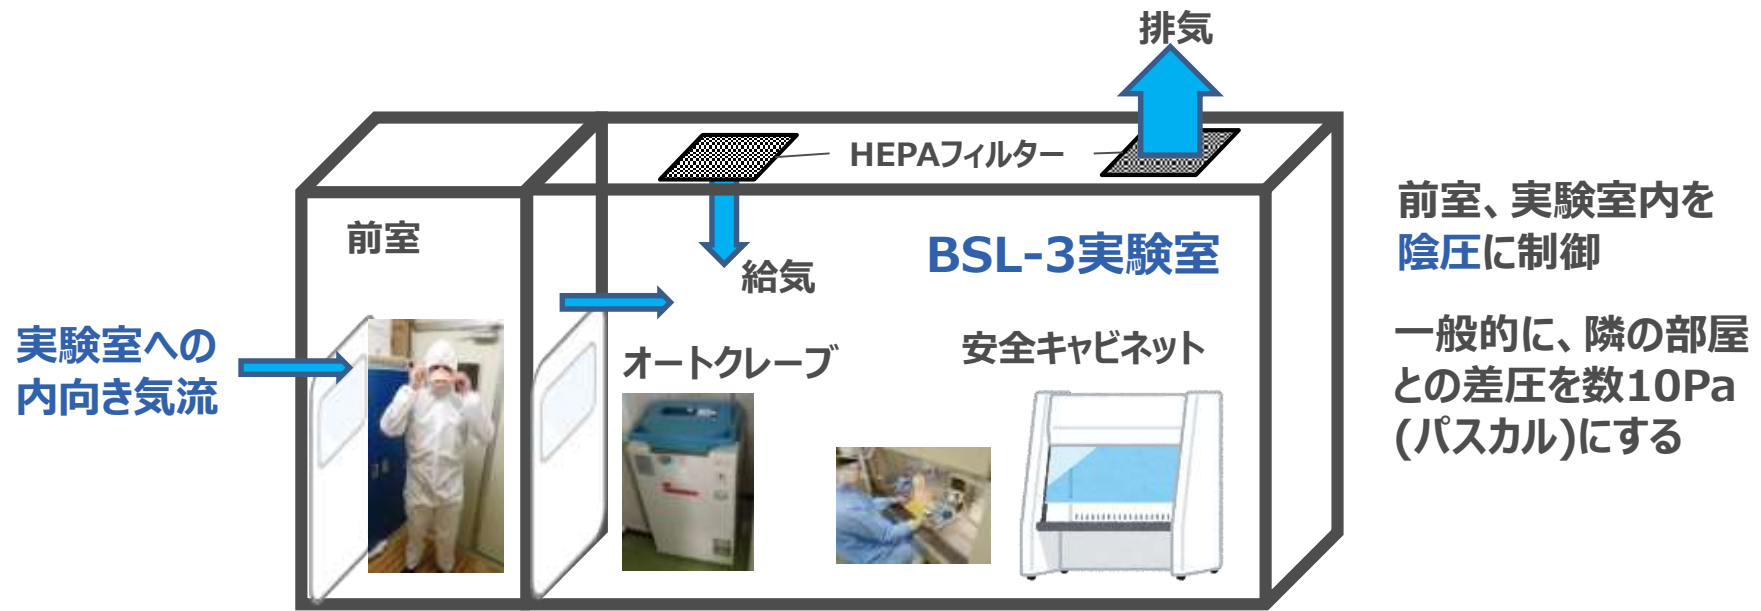 排気
HEPAフィルター
前室
BSL-3実験室
給気
実験室への
内向き気流
オートクレーブ
安全キャビネット
前室、実験室内を
陰圧に制御
一般的に、隣の部屋
との差圧を数10Pa
(パスカル)にする